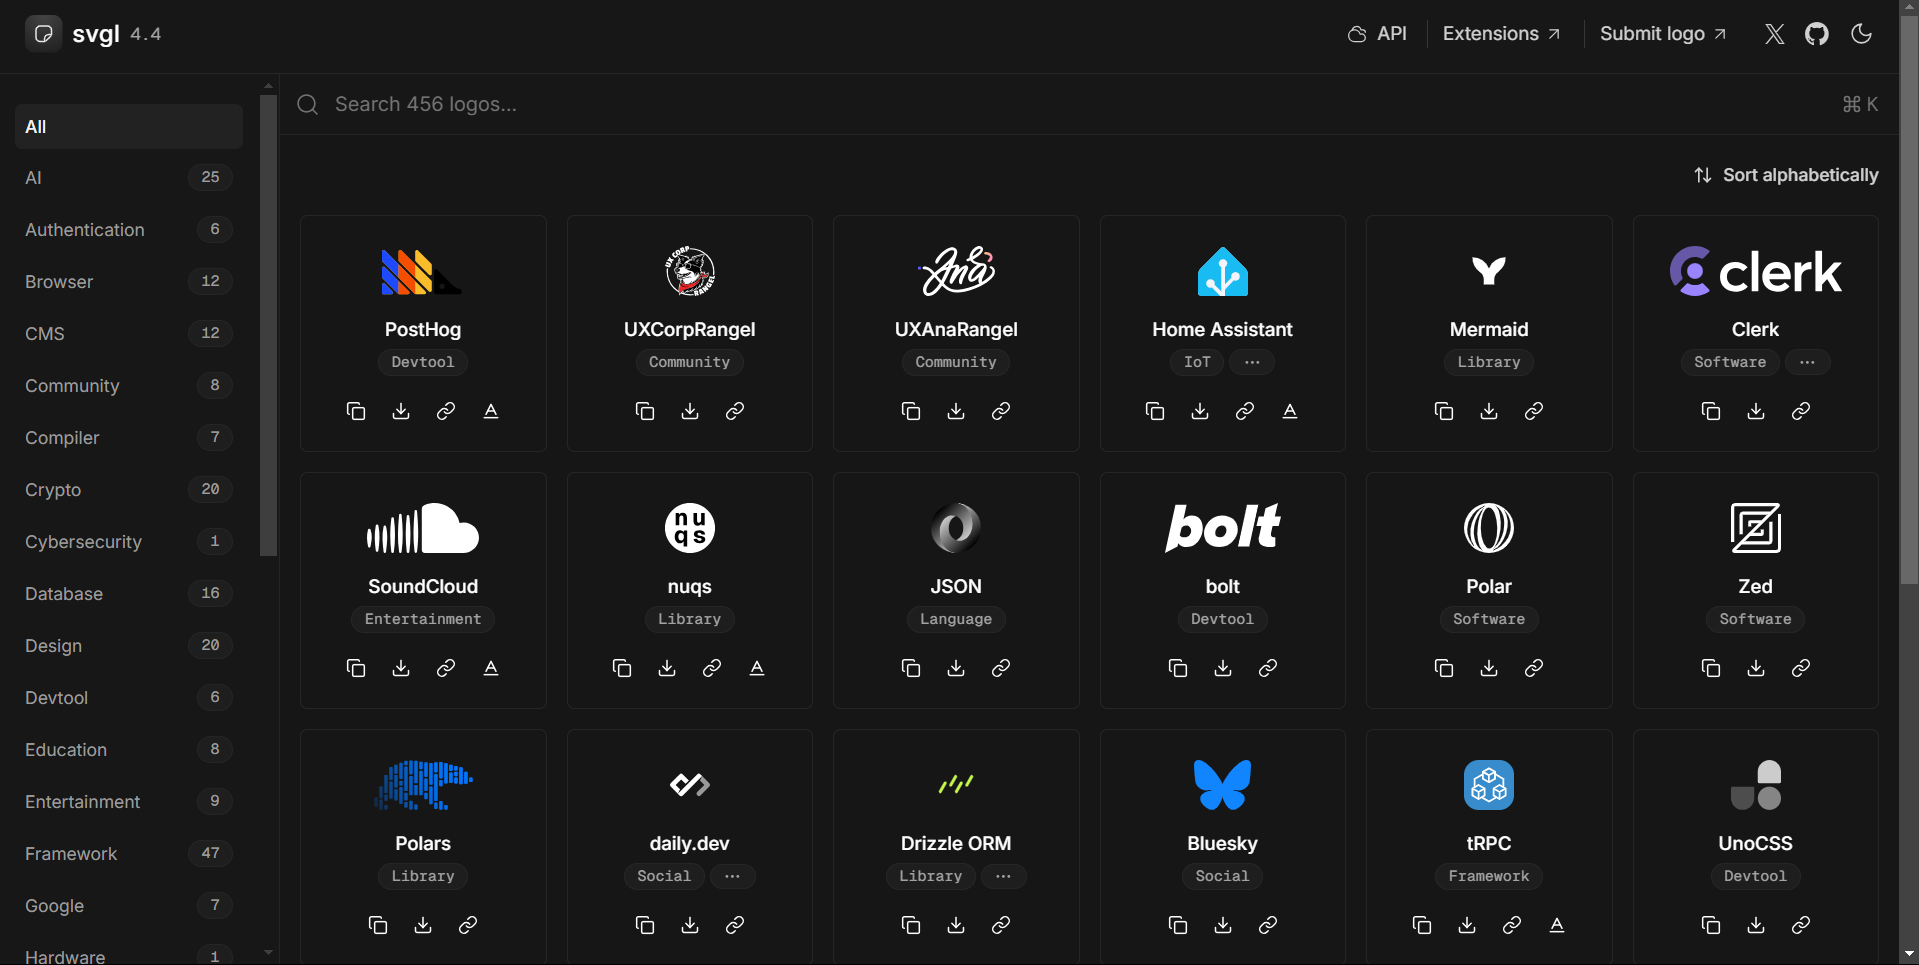 svgl 4.4
API
Extensions
Submit logo
Search 456 logos...
⌘ K
All
AI 25
Authentication 6
Browser 12
CMS 12
Community 8
Compiler 7
Crypto 20
Cybersecurity 1
Database 16
Design 20
Devtool 6
Education 8
Entertainment 9
Framework 47
Google 7
Hardware 1
Sort alphabetically
PostHog
Devtool
UX CORP
RANGEL
UXCorpRangel
Community
Ana
UXAnaRangel
Community
Home Assistant
IoT ...
Mermaid
Library
clerk
Clerk
Software ...
SoundCloud
Entertainment
nu
qs
nuqs
Library
JSON
Language
bolt
bolt
Devtool
Polar
Software
Zed
Software
Polars
Library
daily.dev
Social ...
Drizzle ORM
Library ...
Bluesky
Social
tRPC
Framework
UnoCSS
Devtool